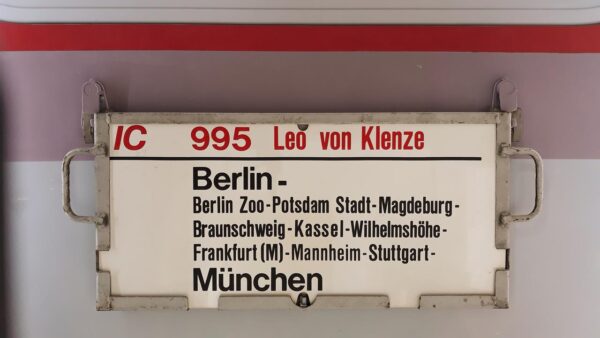 IC 995 Leo von Klenze
Berlin-
Berlin Zoo-Potsdam Stadt-Magdeburg-
Braunschweig-Kassel-Wilhelmshöhe-
Frankfurt(M)-Mannheim-Stuttgart-
München